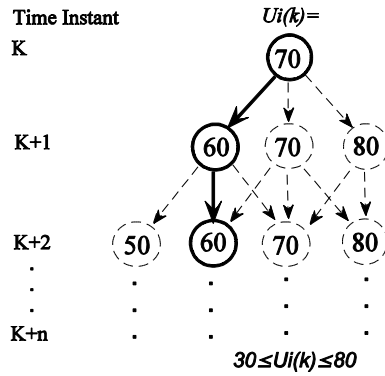 Time Instant Ui(k)=
K 70
K+1 60 70 80
K+2 50 60 70 80
K+n
30≤Ui(k)≤80